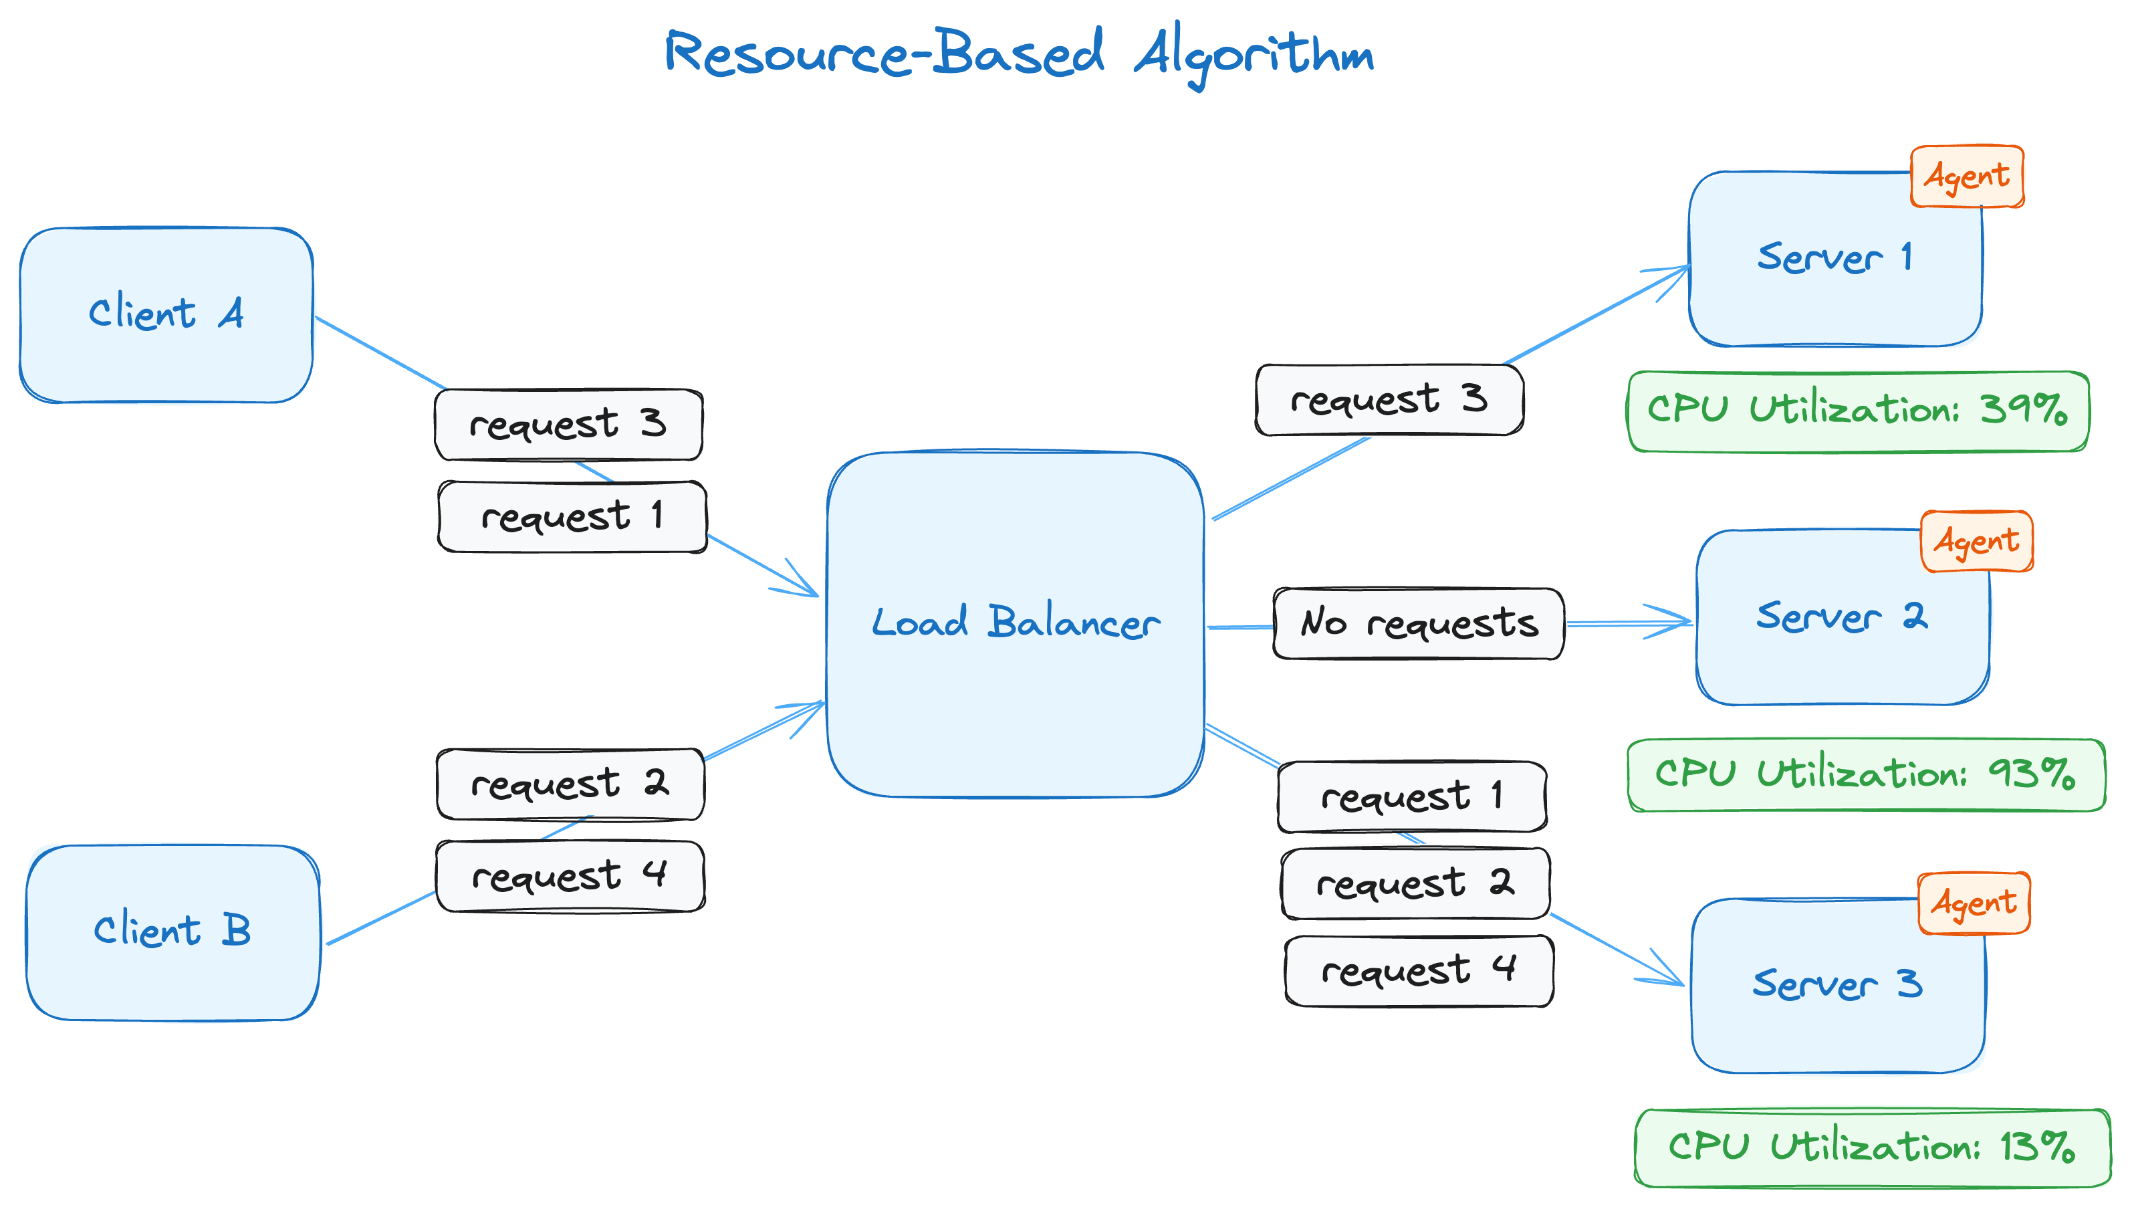 Resource-Based Algorithm
Client A
request 3
request 1
Client B
request 2
request 4
Load Balancer
request 3
No requests
request 1
request 2
request 4
Agent
Server 1
CPU Utilization: 39%
Agent
Server 2
CPU Utilization: 93%
Agent
Server 3
CPU Utilization: 13%